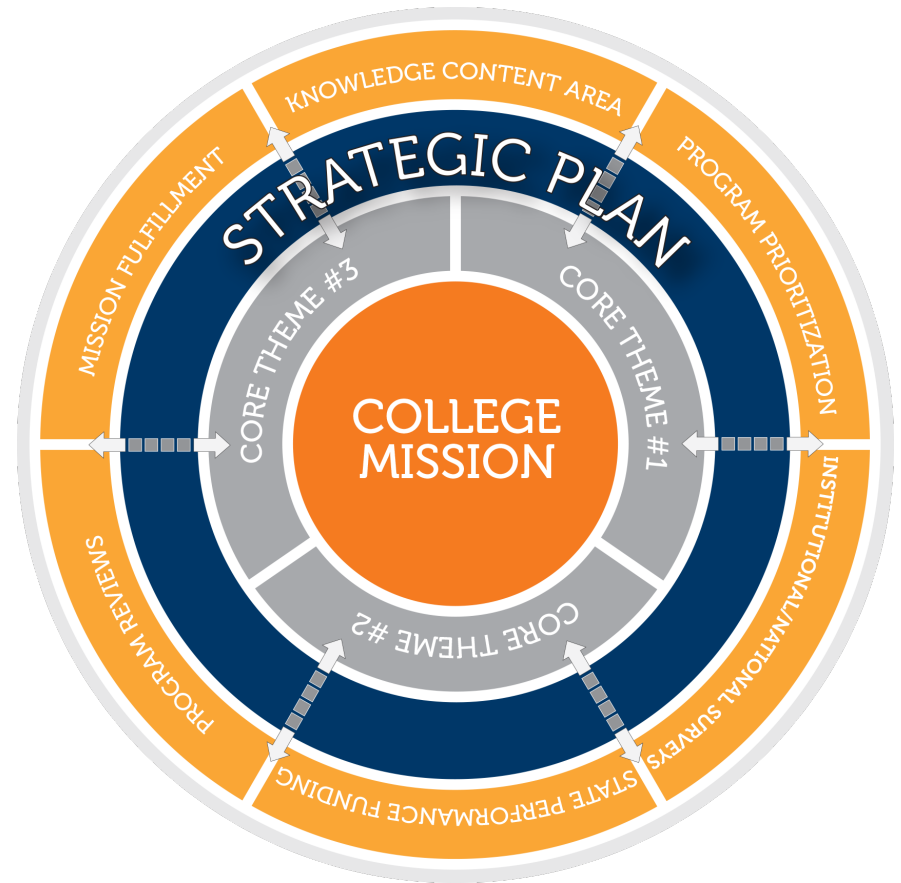 KNOWLEDGE CONTENT AREA
PROGRAM PRIORITIZATION
INSTITUTIONAL/NATIONAL SURVEYS
STATE PERFORMANCE FUNDING
PROGRAM REVIEWS
MISSION FULFILLMENT
STRATEGIC PLAN
CORE THEME #1
CORE THEME #2
CORE THEME #3
COLLEGE
MISSION